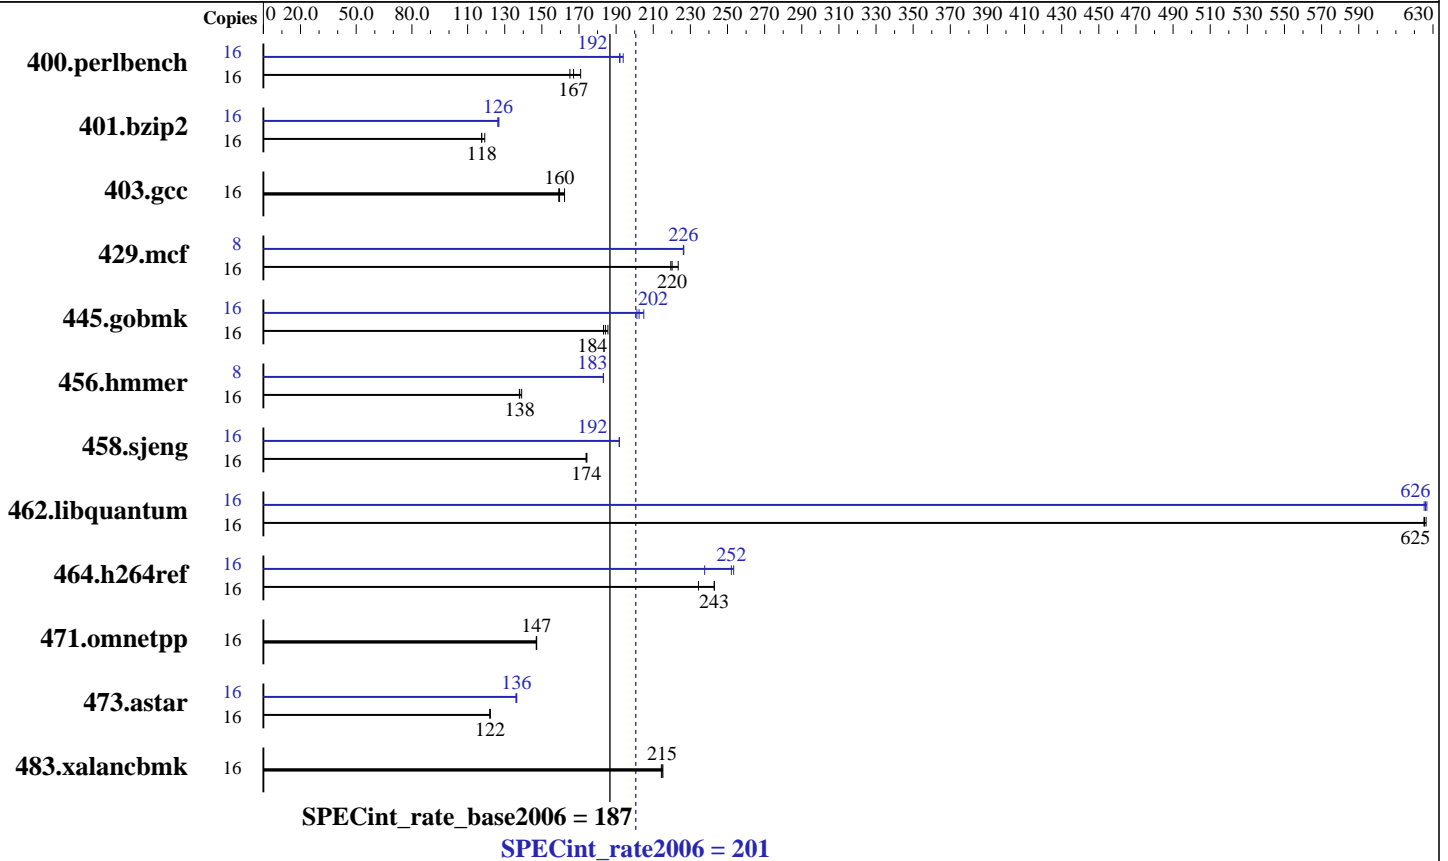 Copies 0 20.0 50.0 80.0 110 130 150 170 190 210 230 250 270 290 310 330 350 370 390 410 430 450 470 490 510 530 550 570 590 630
400.perlbench 16 192
16 167
401.bzip2 16 126
16 118
403.gcc 16 160
429.mcf 8 226
16 220
445.gobmk 16 202
16 184
456.hmmer 8 183
16 138
458.sjeng 16 192
16 174
462.libquantum 16 626
16 625
464.h264ref 16 252
16 243
471.omnetpp 16 147
473.astar 16 136
16 122
483.xalancbmk 16 215
SPECint_rate_base2006 = 187
SPECint_rate2006 = 201